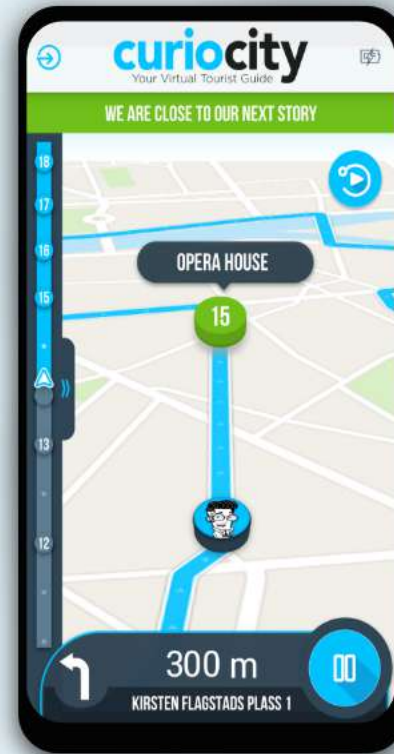 curiocity
Your Virtual Tourist Guide
WE ARE CLOSE TO OUR NEXT STORY
18
17
16
15
OPERA HOUSE
15
13
12
300 m
KIRSTEN FLAGSTADS PLASS 1